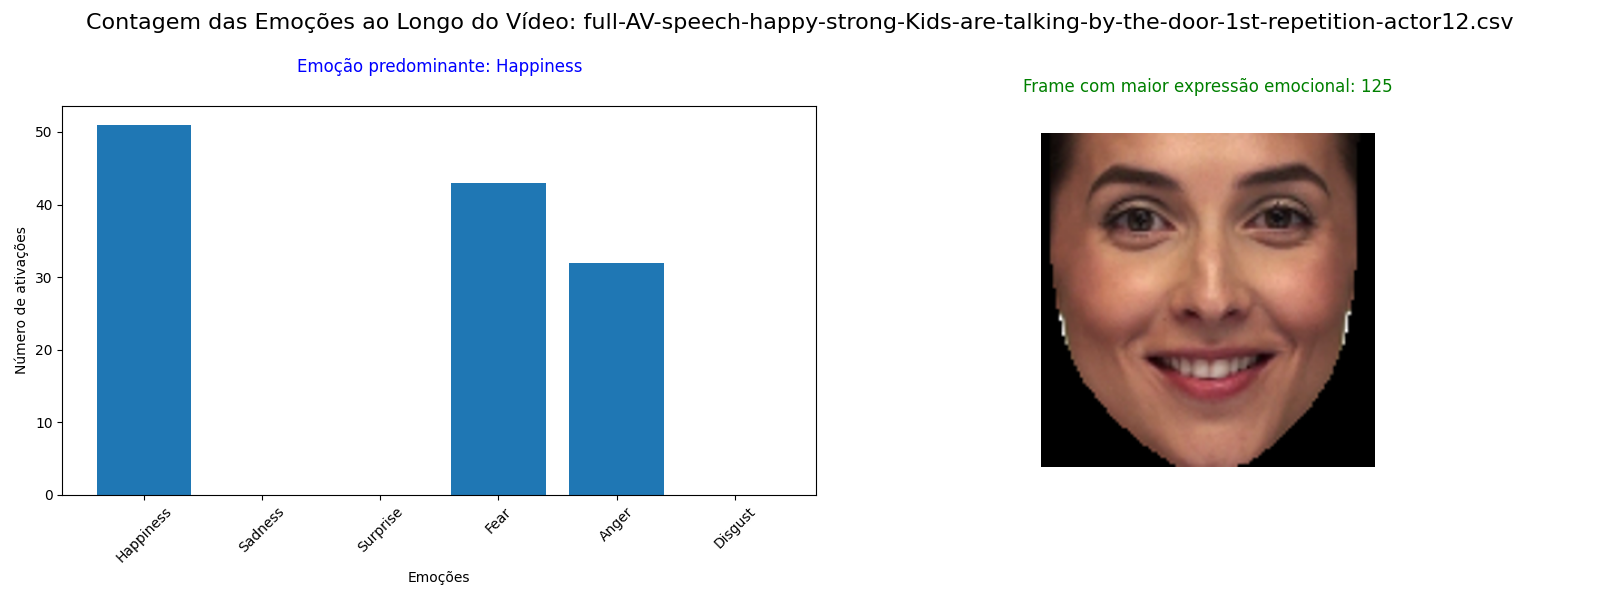 Contagem das Emoções ao Longo do Vídeo: full-AV-speech-happy-strong-Kids-are-talking-by-the-door-1st-repetition-actor12.csv
Emoção predominante: Happiness
Número de ativações
50
40
30
20
10
0
Happiness
Sadness
Surprise
Fear
Anger
Disgust
Emoções
Frame com maior expressão emocional: 125